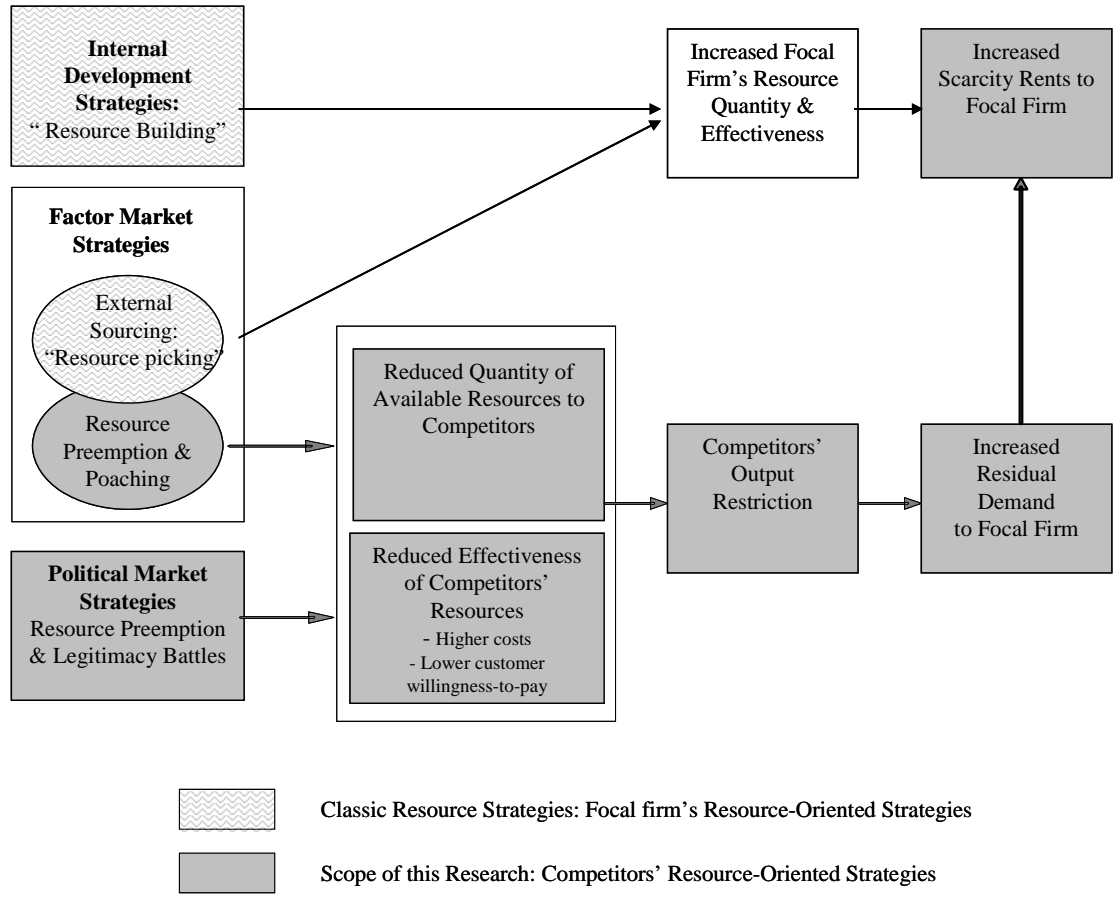 Internal
Development
Strategies:
“ Resource Building”
Increased Focal
Firm’s Resource
Quantity &
Effectiveness
Increased
Scarcity Rents to
Focal Firm
Factor Market
Strategies
External
Sourcing:
“Resource picking”
Resource
Preemption &
Poaching
Reduced Quantity of
Available Resources to
Competitors
Competitors’
Output
Restriction
Increased
Residual
Demand
to Focal Firm
Political Market
Strategies
Resource Preemption
& Legitimacy Battles
Reduced Effectiveness
of Competitors’
Resources
- Higher costs
- Lower customer
willingness-to-pay
Classic Resource Strategies: Focal firm’s Resource-Oriented Strategies
Scope of this Research: Competitors’ Resource-Oriented Strategies